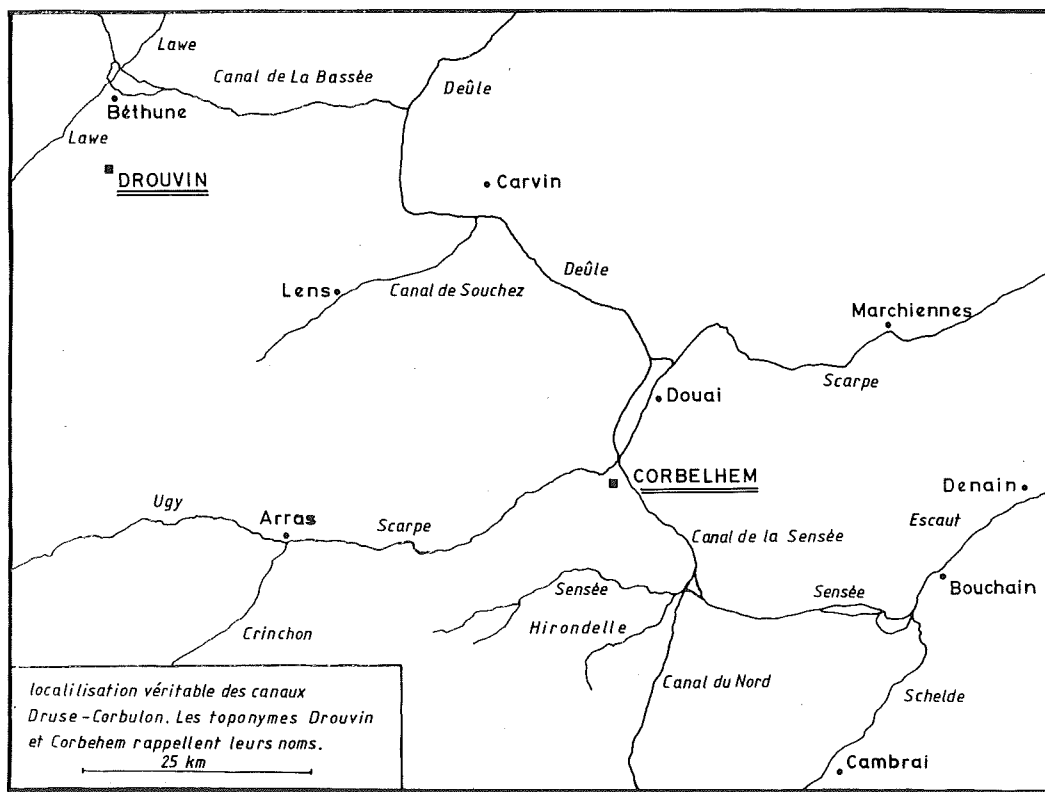 Lawe
Canal de La Bassée
Deûle
Béthune
Lawe
DROUVIN
Carvin
Deûle
Lens
Canal de Souchez
Marchiennes
Scarpe
Douai
CORBELHEM
Denain
Ugy
Arras
Scarpe
Escaut
Canal de la Sensée
Sensée
Sensée
Bouchain
Hirondelle
Crinchon
Canal du Nord
Schelde
Cambrai
localilisation véritable des canaux
Druse-Corbulon. Les toponymes Drouvin
et Corbehem rappellent leurs noms.
25 km